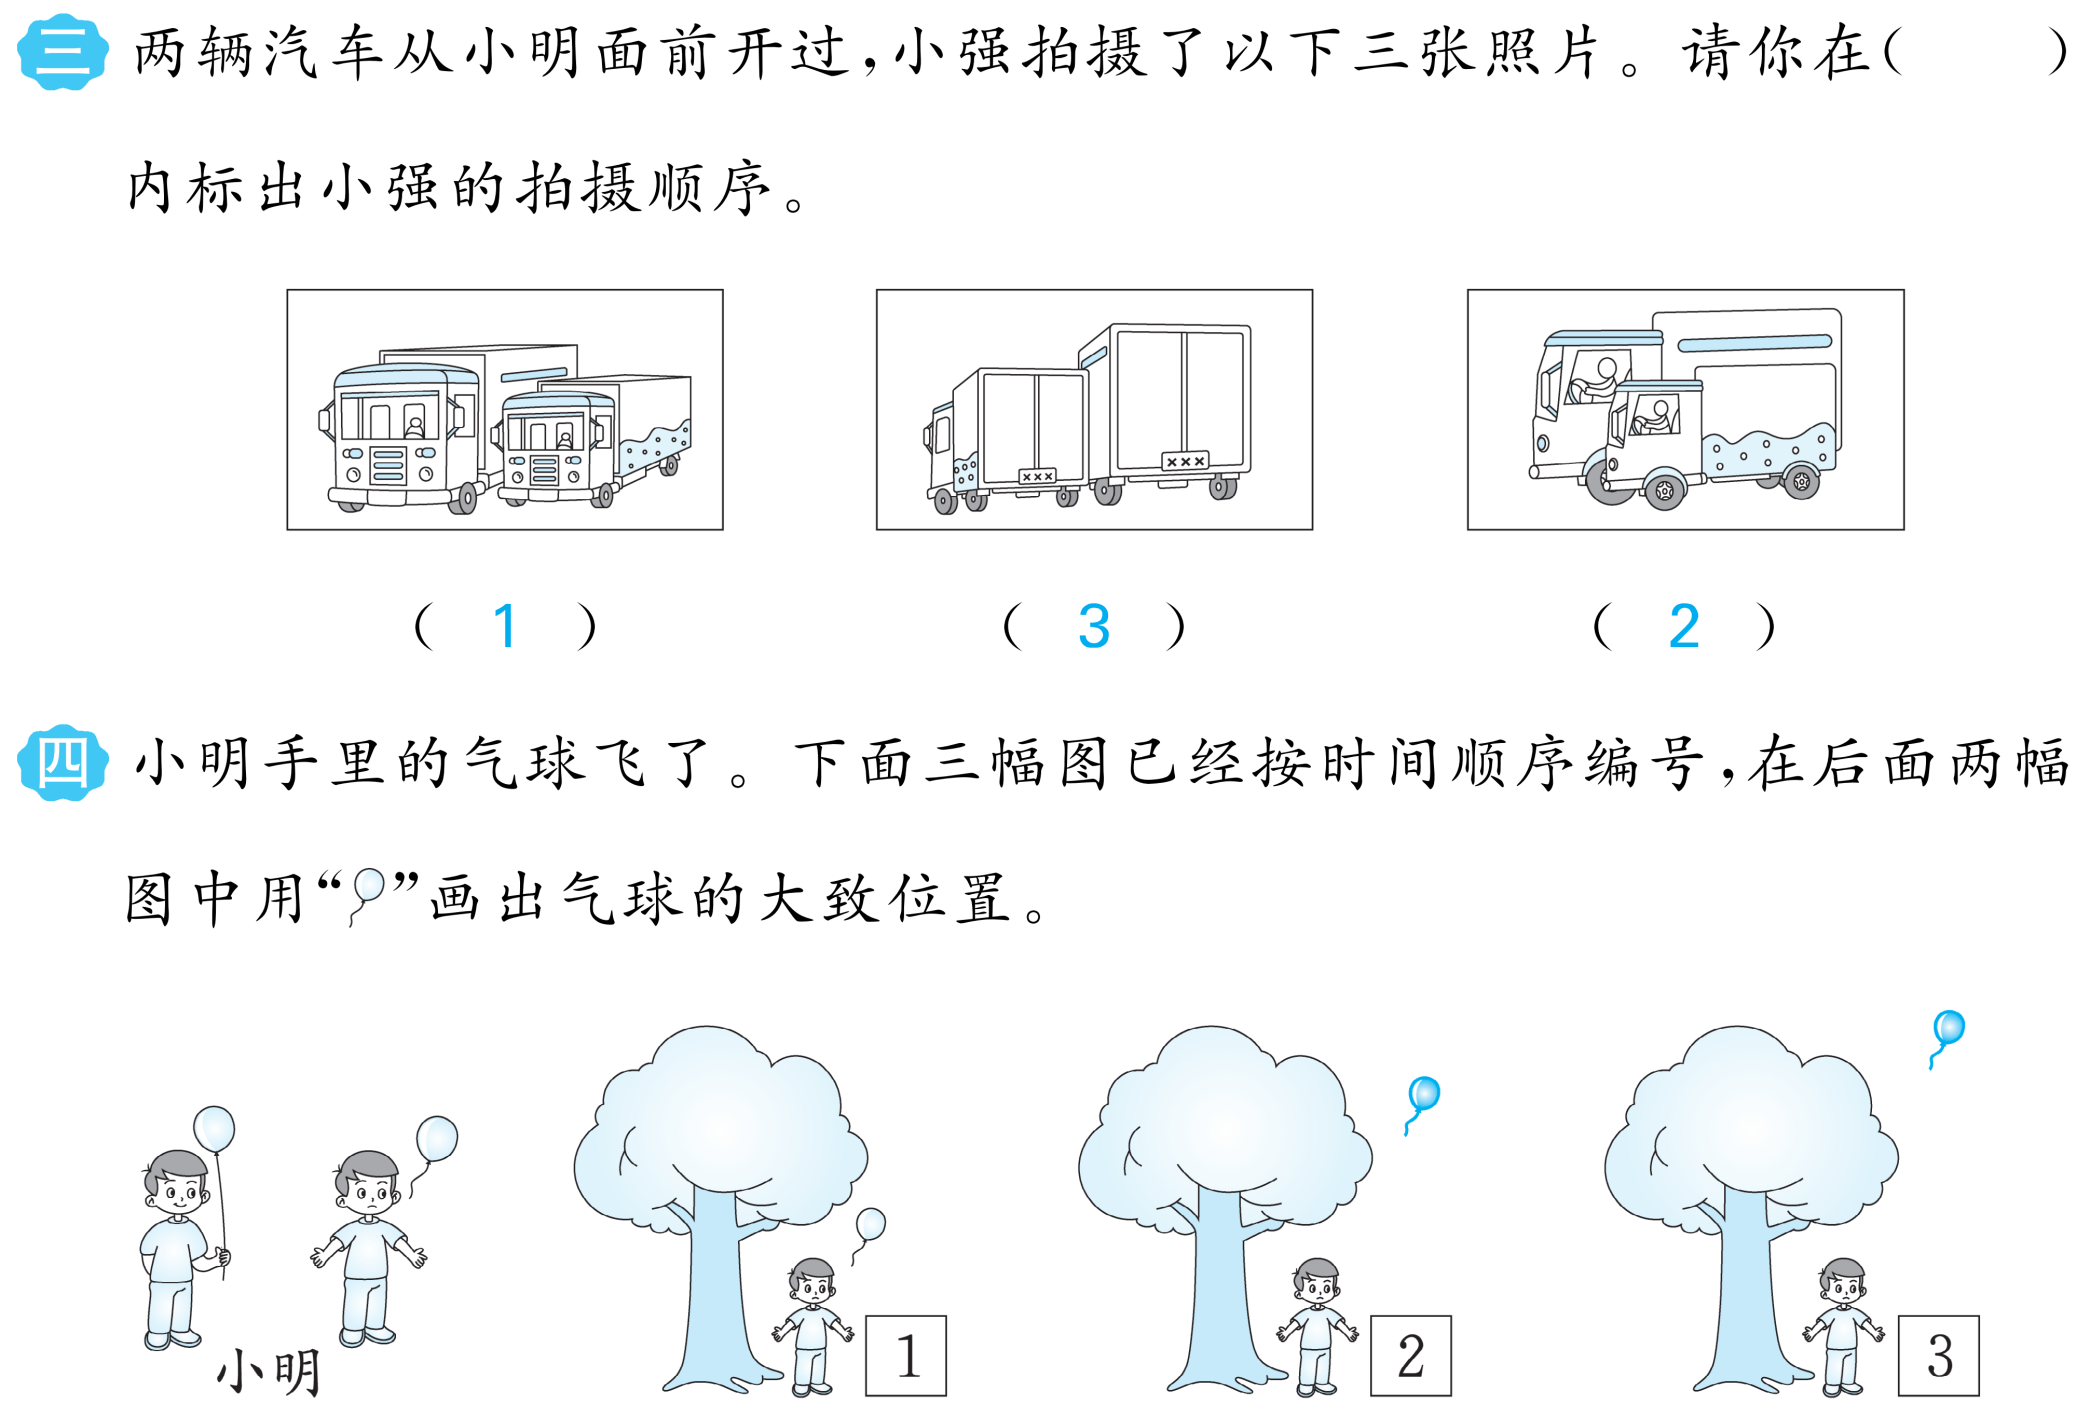 三 两辆汽车从小明面前开过,小强拍摄了以下三张照片。请你在( )
内标出小强的拍摄顺序。
××× ×××
( 1 ) ( 3 ) ( 2 )
四 小明手里的气球飞了。下面三幅图已经按时间顺序编号,在后面两幅
图中用“ ”画出气球的大致位置。
小明 1 2 3